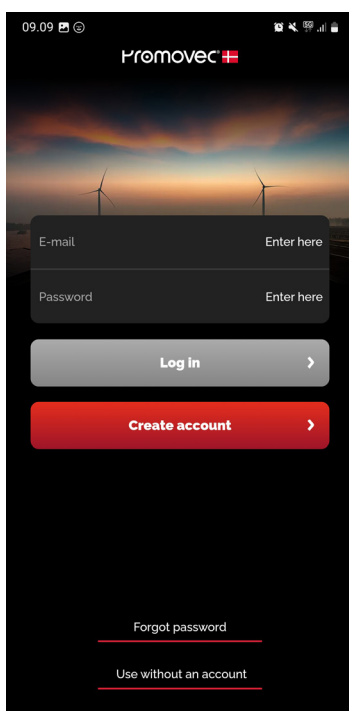 09.09
Promovec
E-mail Enter here
Password Enter here
Log in
Create account
Forgot password
Use without an account